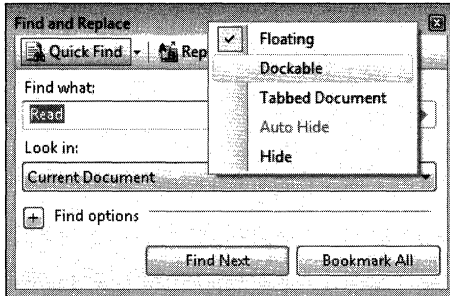 Find and Replace
Quick Find
Rep
Floating
Dockable
Tabbed Document
Auto Hide
Hide
Find what:
Read
Look in:
Current Document
Find options
Find Next
Bookmark All